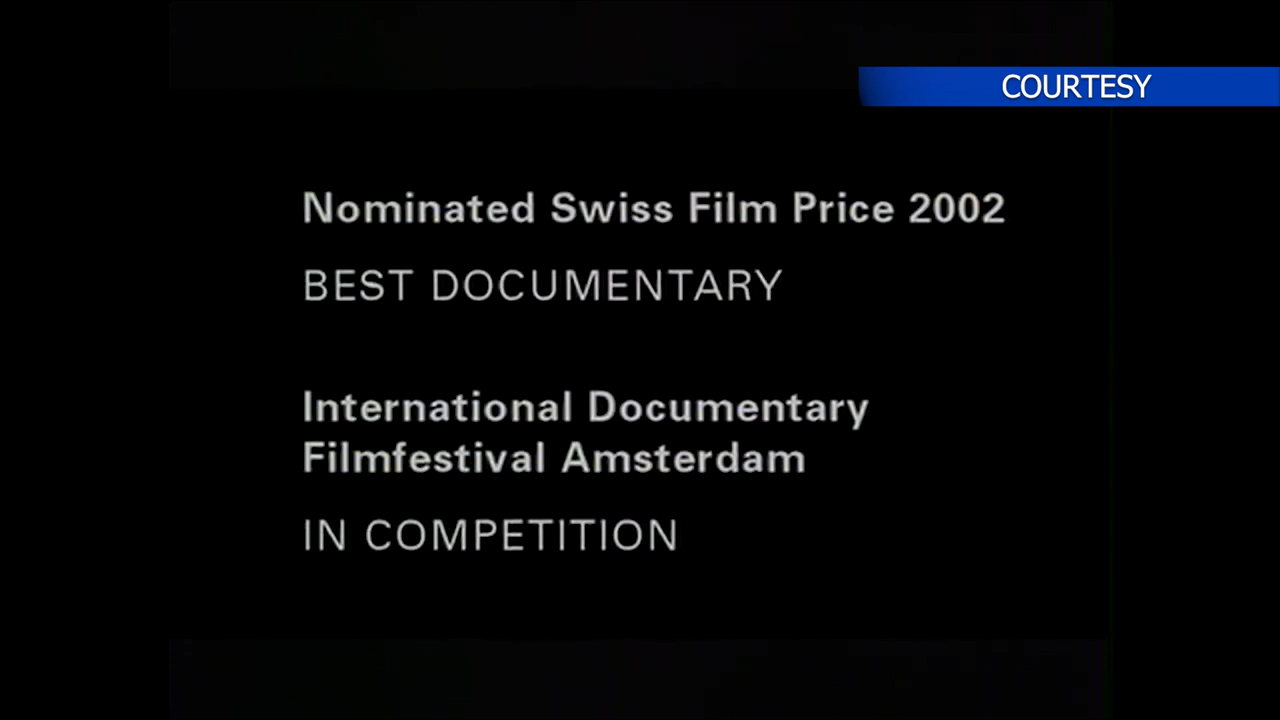 COURTESY
Nominated Swiss Film Price 2002
BEST DOCUMENTARY
International Documentary
Filmfestival Amsterdam
IN COMPETITION